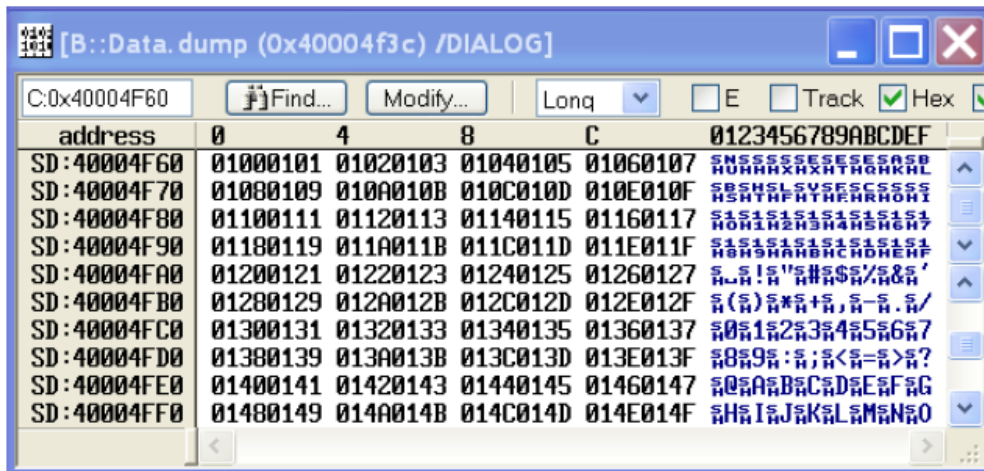 [B::Data.dump (0x40004f3c) /DIALOG]
C:0x40004F60 Find... Modify... Long E Track Hex
address 0 4 8 C 0123456789ABCDEF
SD:40004F60 01000101 01020103 01040105 01060107
SD:40004F70 01080109 010A010B 010C010D 010E010F
SD:40004F80 01100111 01120113 01140115 01160117
SD:40004F90 01180119 011A011B 011C011D 011E011F
SD:40004FA0 01200121 01220123 01240125 01260127
SD:40004FB0 01280129 012A012B 012C012D 012E012F
SD:40004FC0 01300131 01320133 01340135 01360137
SD:40004FD0 01380139 013A013B 013C013D 013E013F
SD:40004FE0 01400141 01420143 01440145 01460147
SD:40004FF0 01480149 014A014B 014C014D 014E014F